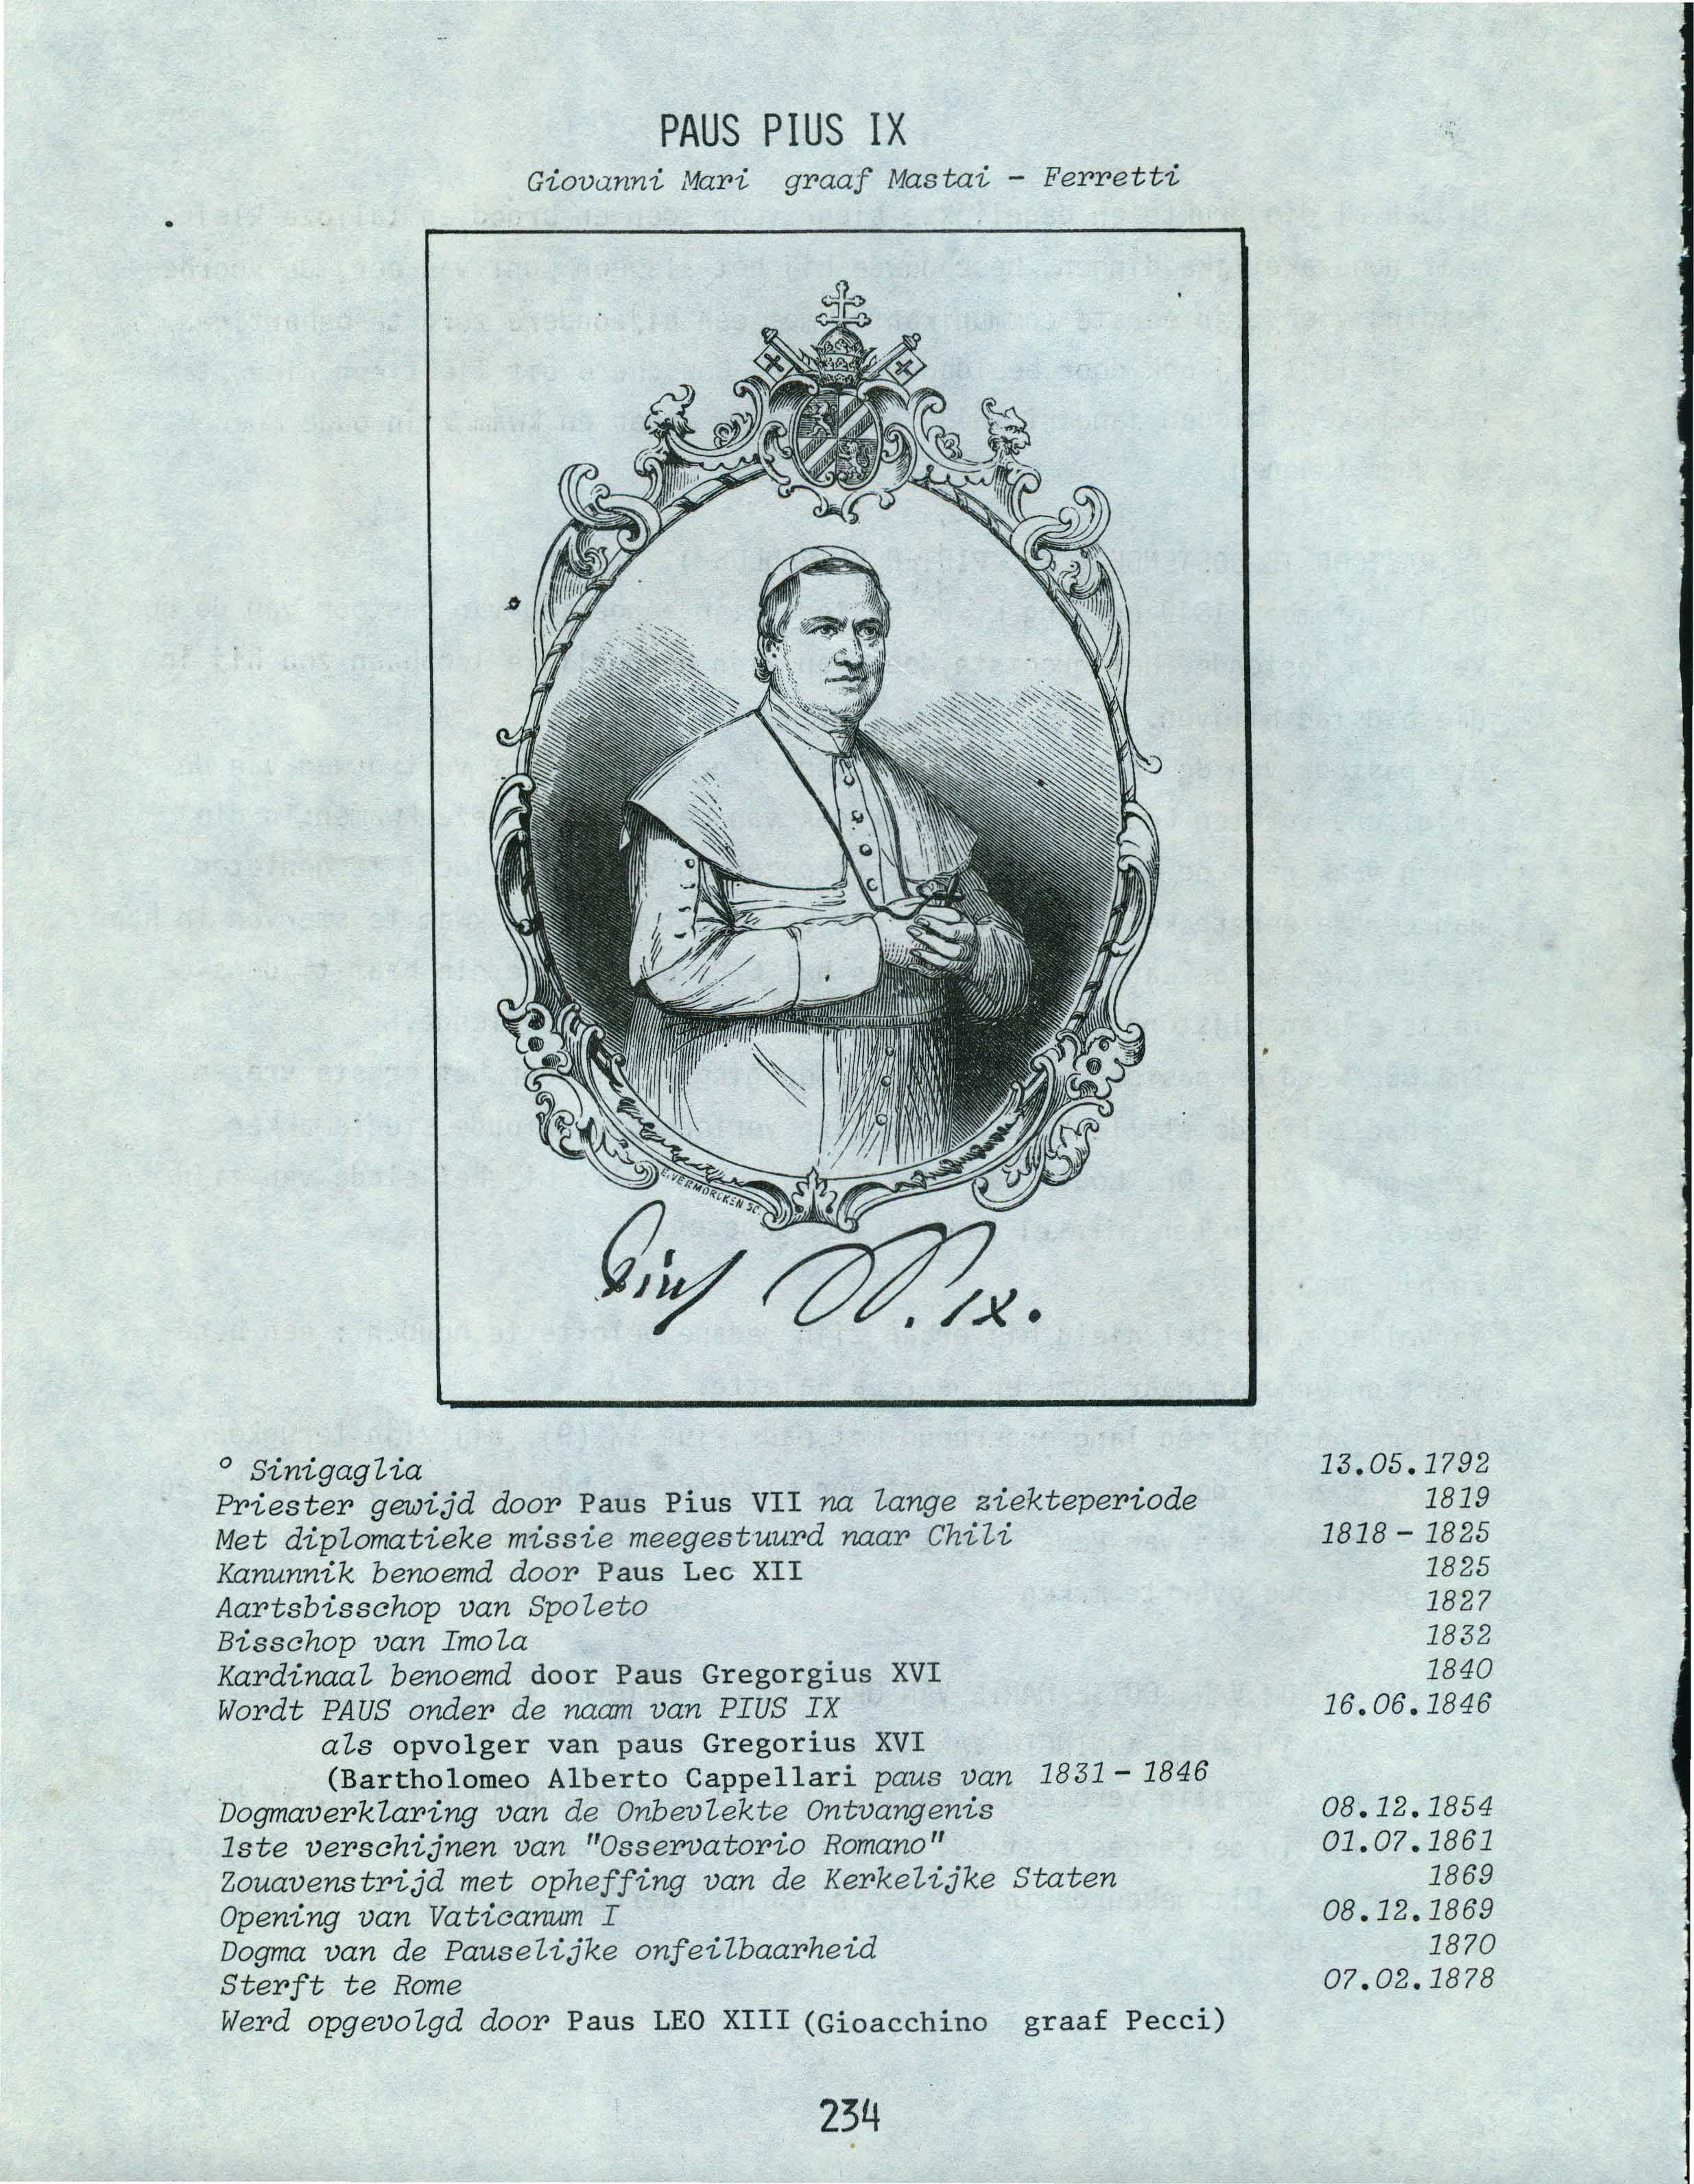 PAUS PIUS IX
Giovanni Mari graaf Mastai - Ferretti
E.VERMORCKEN SC.
Pius PP. IX.
° Sinigaglia 13.05.1792
Priester gewijd door Paus Pius VII na lange ziekteperiode 1819
Met diplomatieke missie meegestuurd naar Chili 1818 - 1825
Kanunnik benoemd door Paus Leo XII 1825
Aartsbisschop van Spoleto 1827
Bisschop van Imola 1832
Kardinaal benoemd door Paus Gregorgius XVI 1840
Wordt PAUS onder de naam van PIUS IX 16.06.1846
als opvolger van paus Gregorius XVI
(Bartholomeo Alberto Cappellari paus van 1831 - 1846
Dogmaverklaring van de Onbevlekte Ontvangenis 08.12.1854
1ste verschijnen van "Osservatorio Romano" 01.07.1861
Zouavenstrijd met opheffing van de Kerkelijke Staten 1869
Opening van Vaticanum I 08.12.1869
Dogma van de Pauselijke onfeilbaarheid 1870
Sterft te Rome 07.02.1878
Werd opgevolgd door Paus LEO XIII (Gioacchino graaf Pecci)
234